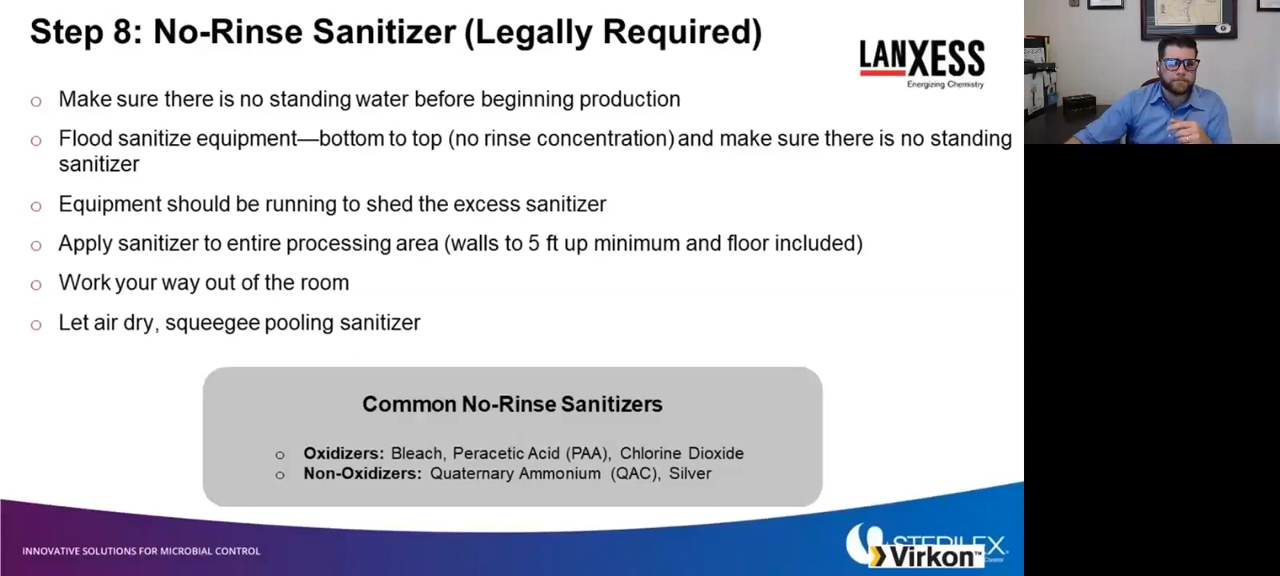 Step 8: No-Rinse Sanitizer (Legally Required)
LANXESS
Energizing Chemistry
Make sure there is no standing water before beginning production
Flood sanitize equipment—bottom to top (no rinse concentration) and make sure there is no standing
sanitizer
Equipment should be running to shed the excess sanitizer
Apply sanitizer to entire processing area (walls to 5 ft up minimum and floor included)
Work your way out of the room
Let air dry, squeegee pooling sanitizer
Common No-Rinse Sanitizers
Oxidizers: Bleach, Peracetic Acid (PAA), Chlorine Dioxide
Non-Oxidizers: Quaternary Ammonium (QAC), Silver
INNOVATIVE SOLUTIONS FOR MICROBIAL CONTROL
STERILEX
Virkon™